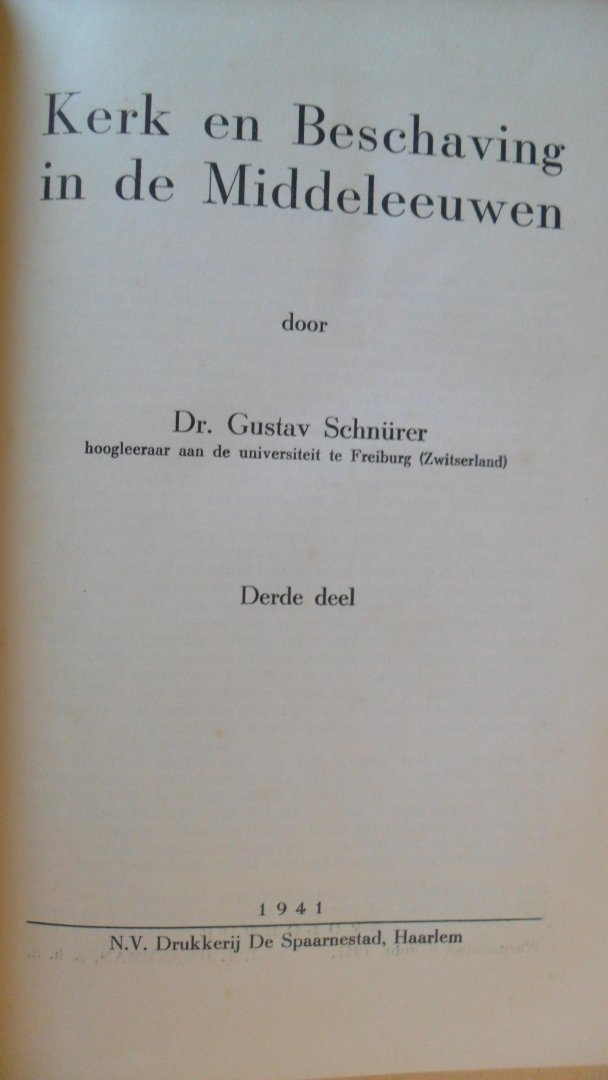 Kerk en Beschaving
in de Middeleeuwen
door
Dr. Gustav Schnürer
hoogleeraar aan de universiteit te Freiburg (Zwitserland)
Derde deel
1941
N.V. Drukkerij De Spaarnestad, Haarlem